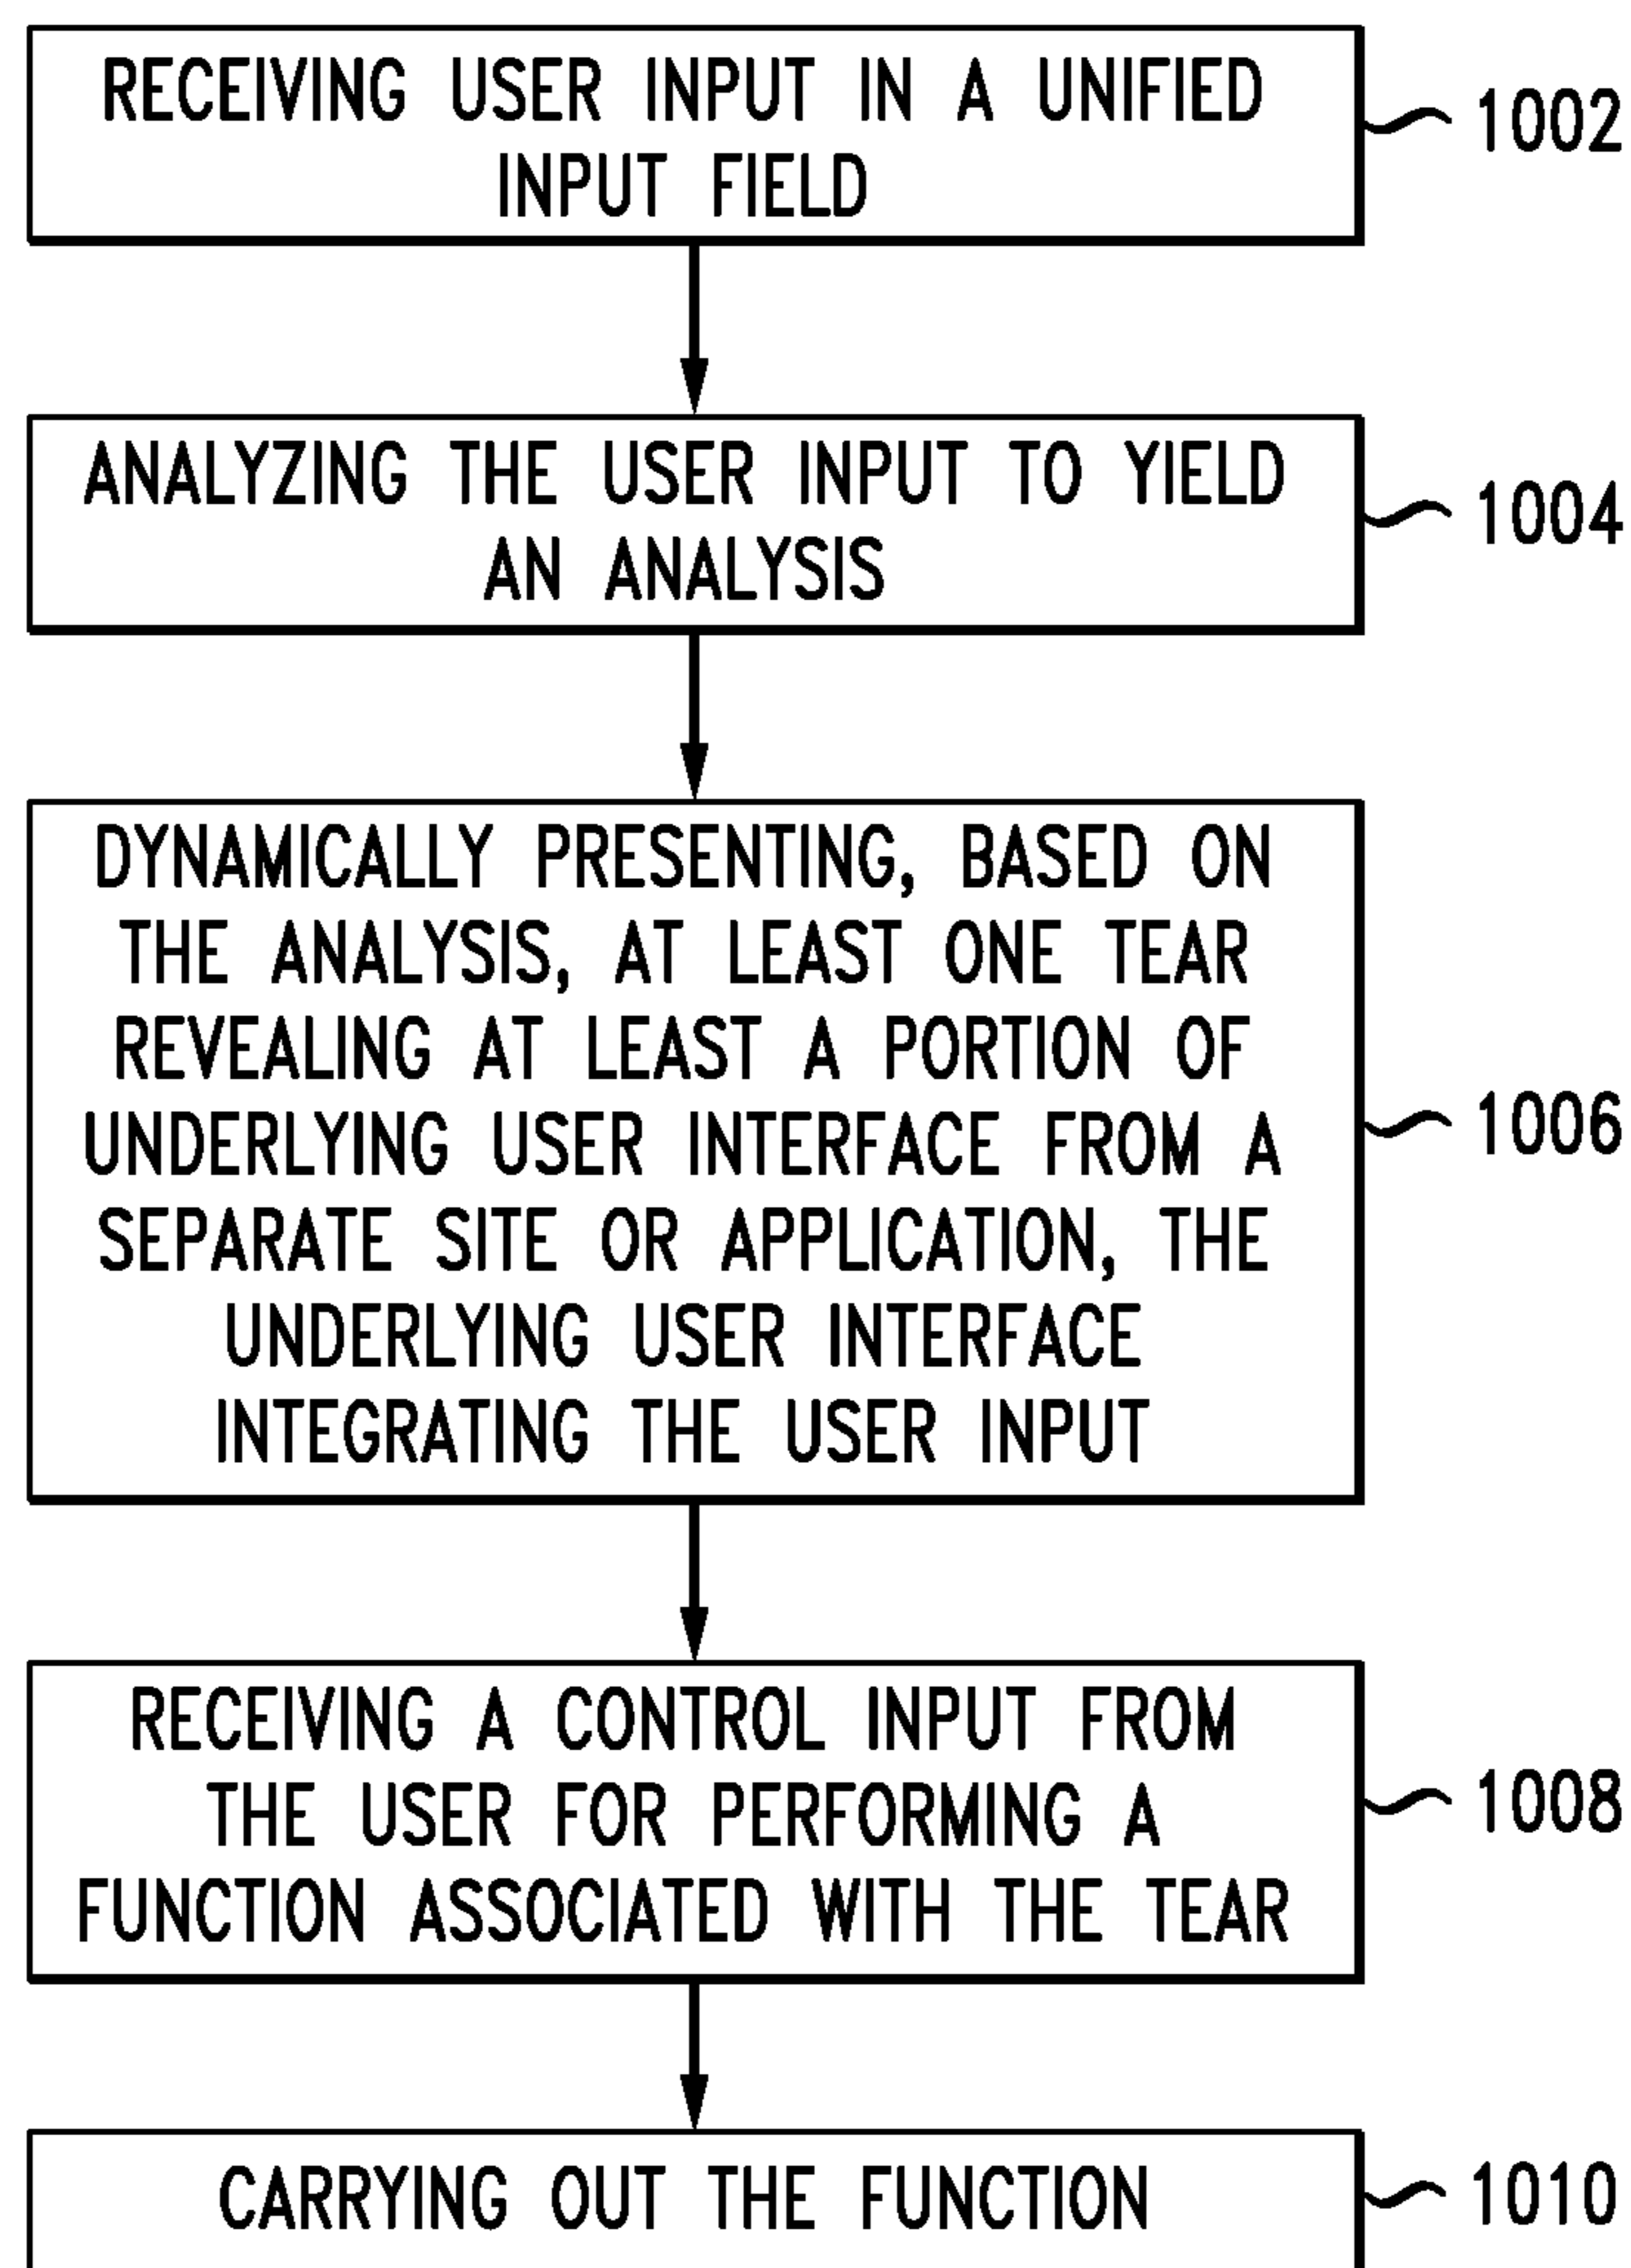 RECEIVING USER INPUT IN A UNIFIED
INPUT FIELD
1002
ANALYZING THE USER INPUT TO YIELD
AN ANALYSIS
1004
DYNAMICALLY PRESENTING, BASED ON
THE ANALYSIS, AT LEAST ONE TEAR
REVEALING AT LEAST A PORTION OF
UNDERLYING USER INTERFACE FROM A
SEPARATE SITE OR APPLICATION, THE
UNDERLYING USER INTERFACE
INTEGRATING THE USER INPUT
1006
RECEIVING A CONTROL INPUT FROM
THE USER FOR PERFORMING A
FUNCTION ASSOCIATED WITH THE TEAR
1008
CARRYING OUT THE FUNCTION
1010